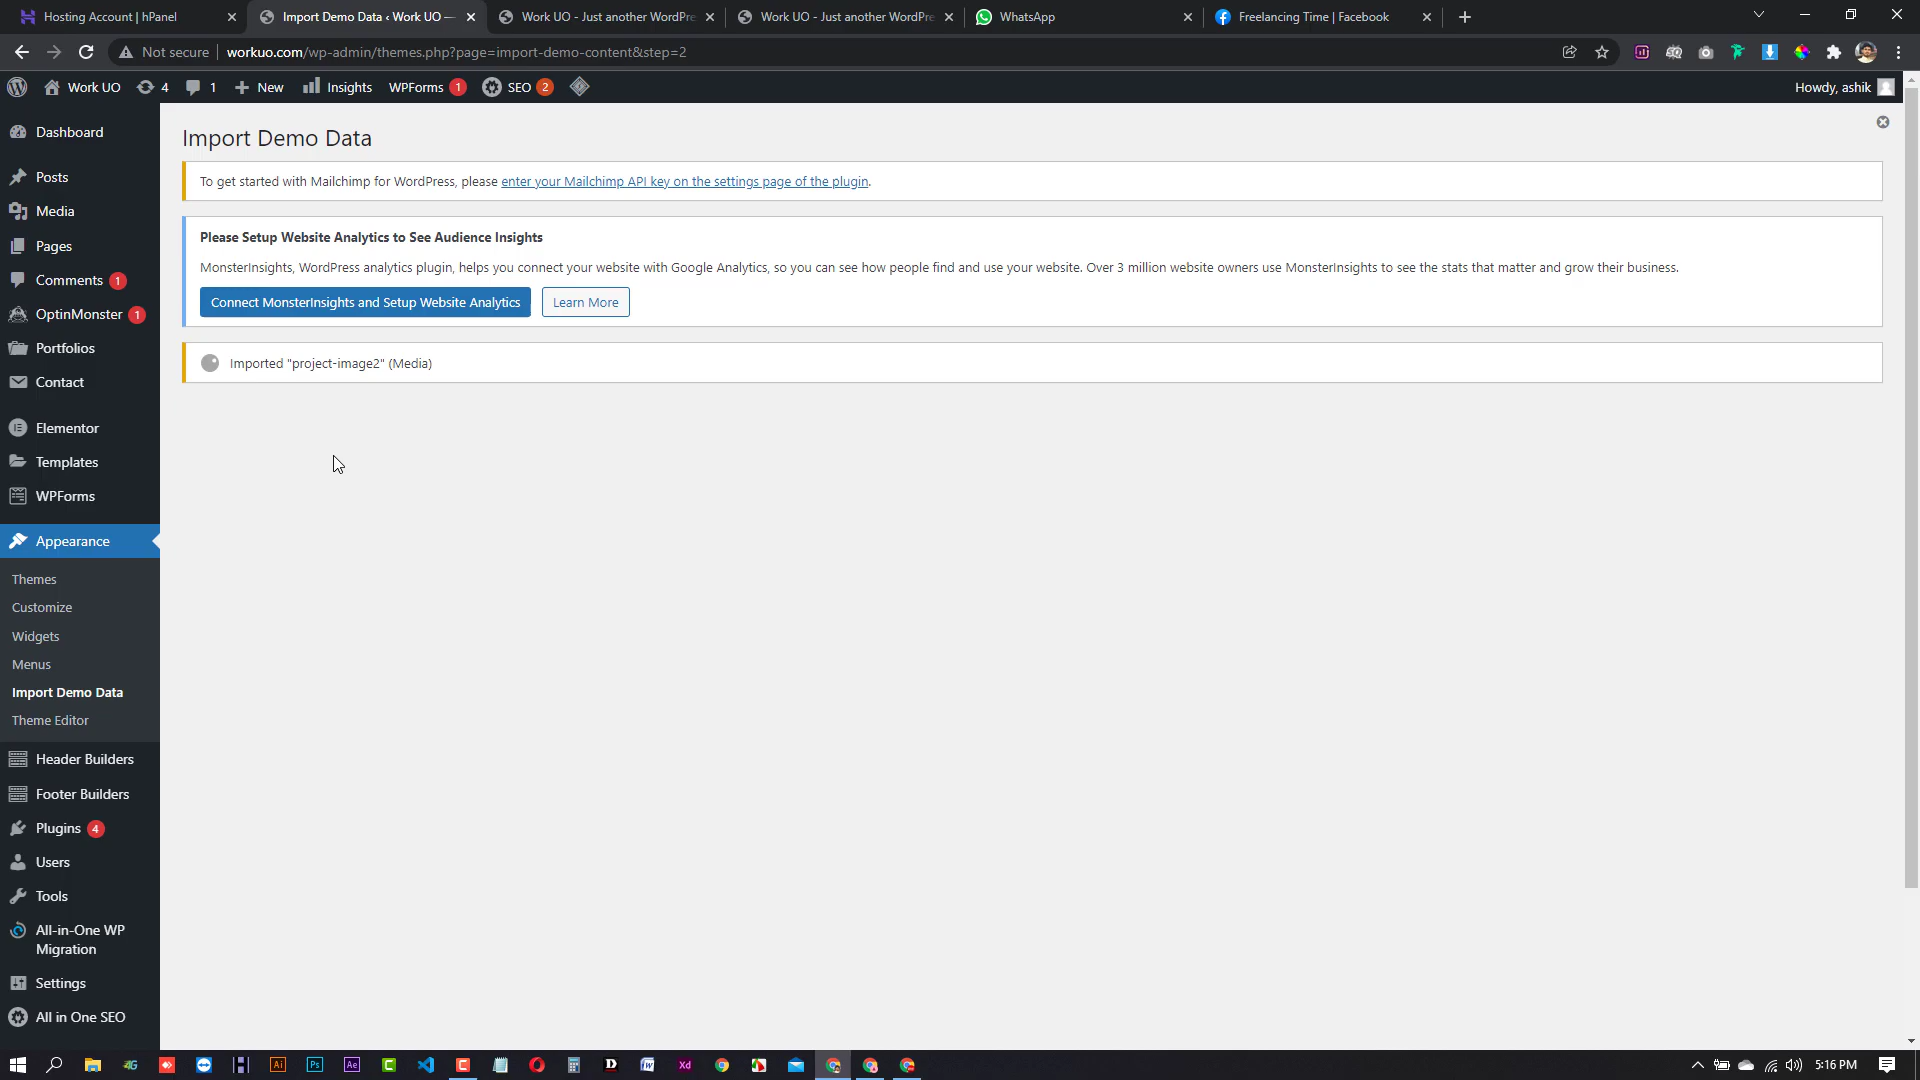 Hosting Account | hPanel
Import Demo Data ‹ Work UO —
Work UO - Just another WordPre
Work UO - Just another WordPre
WhatsApp
Freelancing Time | Facebook
Not secure
workuo.com/wp-admin/themes.php?page=import-demo-content&step=2
Work UO
4
1
New
Insights
WPForms 1
SEO 2
Howdy, ashik
Dashboard
Posts
Media
Pages
Comments 1
OptinMonster 1
Portfolios
Contact
Elementor
Templates
WPForms
Appearance
Themes
Customize
Widgets
Menus
Import Demo Data
Theme Editor
Header Builders
Footer Builders
Plugins 4
Users
Tools
All-in-One WP
Migration
Settings
All in One SEO
Import Demo Data
To get started with Mailchimp for WordPress, please enter your Mailchimp API key on the settings page of the plugin.
Please Setup Website Analytics to See Audience Insights
MonsterInsights, WordPress analytics plugin, helps you connect your website with Google Analytics, so you can see how people find and use your website. Over 3 million website owners use MonsterInsights to see the stats that matter and grow their business.
Connect MonsterInsights and Setup Website Analytics
Learn More
Imported "project-image2" (Media)
Ai
Ps
Ae
Xd
5:16 PM